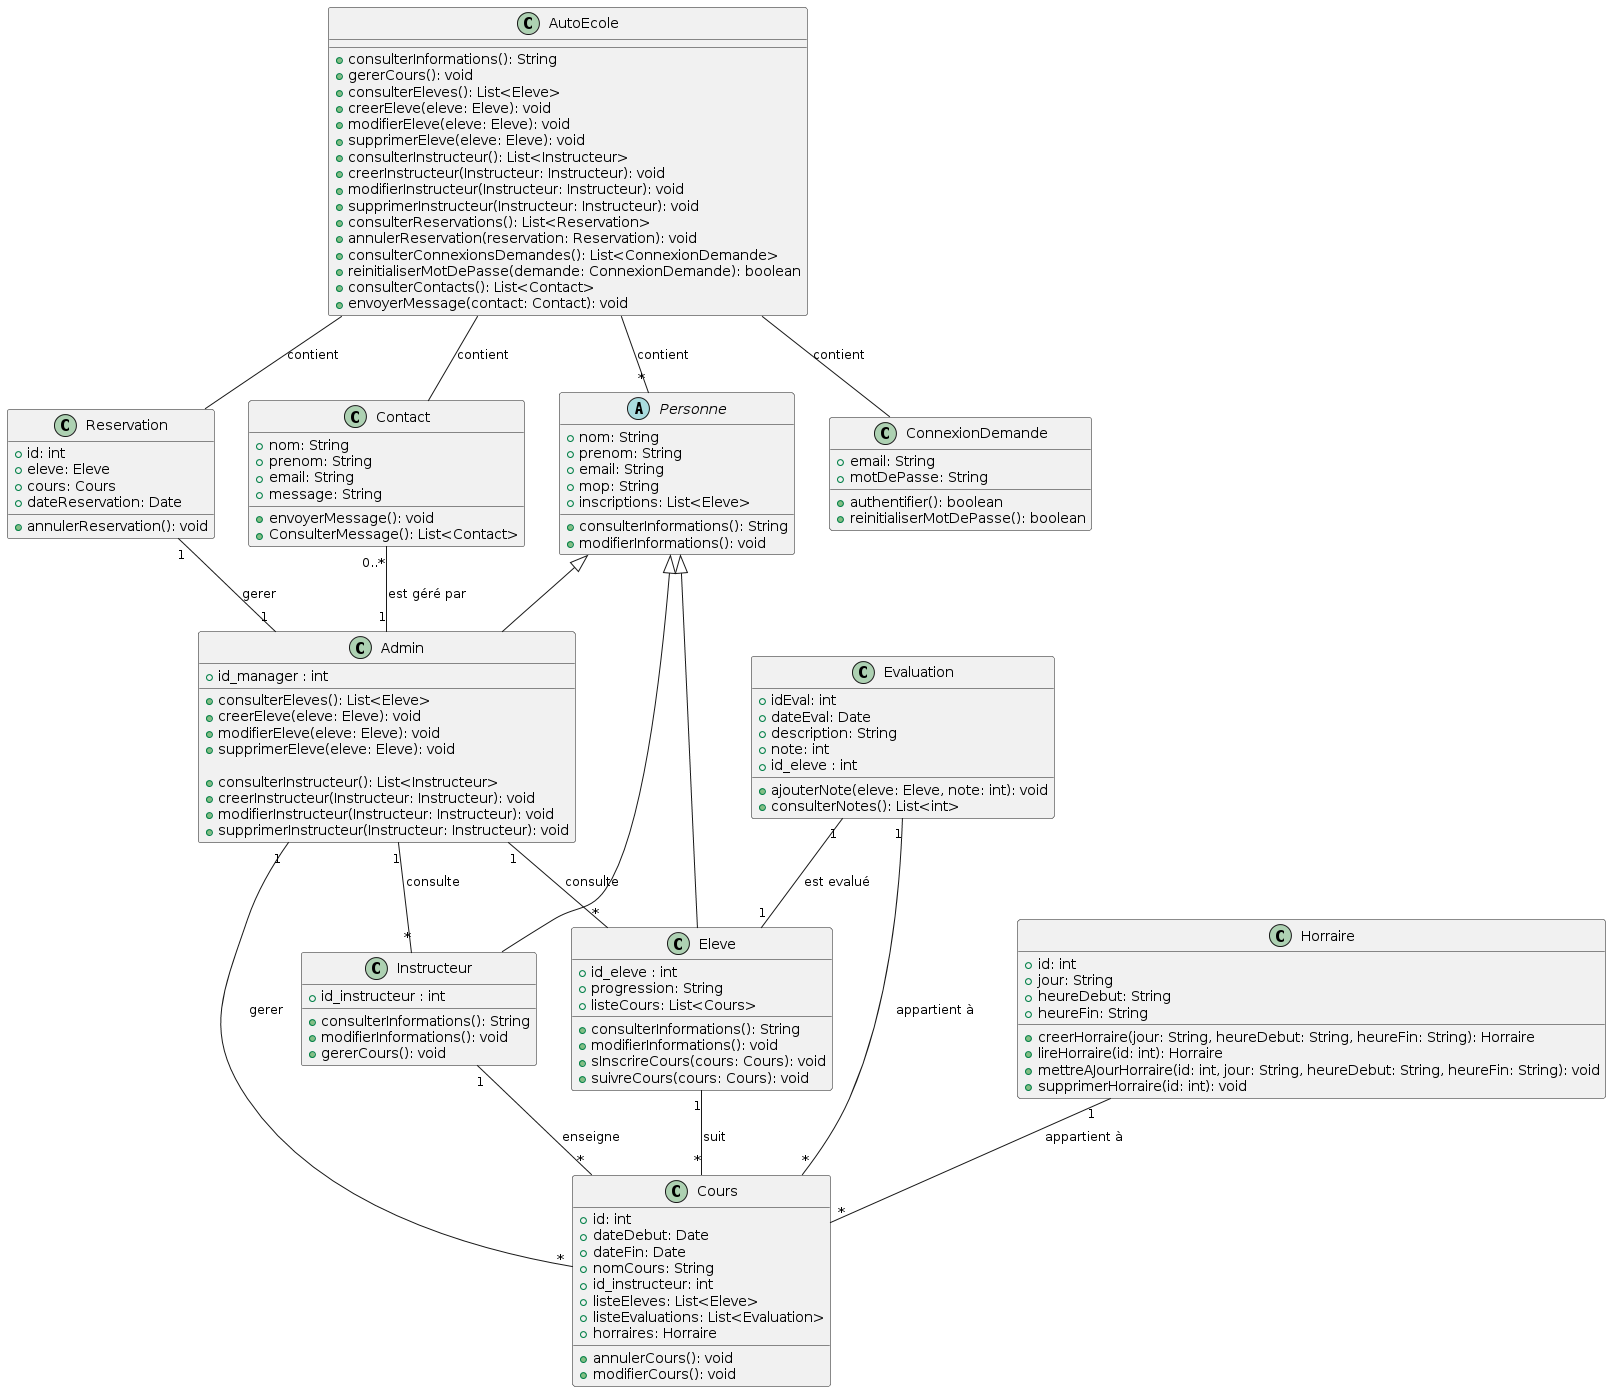 AutoEcole
consulterInformations(): String
gererCours(): void
consulterEleves(): List<Eleve>
creerEleve(eleve: Eleve): void
modifierEleve(eleve: Eleve): void
supprimerEleve(eleve: Eleve): void
consulterInstructeur(): List<Instructeur>
creerInstructeur(Instructeur: Instructeur): void
modifierInstructeur(Instructeur: Instructeur): void
supprimerInstructeur(Instructeur: Instructeur): void
consulterReservations(): List<Reservation>
annulerReservation(reservation: Reservation): void
consulterConnexionsDemandes(): List<ConnexionDemande>
reinitialiserMotDePasse(demande: ConnexionDemande): boolean
consulterContacts(): List<Contact>
envoyerMessage(contact: Contact): void
contient
contient
contient
contient
*
C Reservation
id: int
eleve: Eleve
cours: Cours
dateReservation: Date
annulerReservation(): void
C Contact
nom: String
prenom: String
email: String
message: String
envoyerMessage(): void
ConsulterMessage(): List<Contact>
A Personne
nom: String
prenom: String
email: String
mop: String
inscriptions: List<Eleve>
consulterInformations(): String
modifierInformations(): void
C ConnexionDemande
email: String
motDePasse: String
authentifier(): boolean
reinitialiserMotDePasse(): boolean
1
gerer
1
0..*
est géré par
1
C Admin
id_manager : int
consulterEleves(): List<Eleve>
creerEleve(eleve: Eleve): void
modifierEleve(eleve: Eleve): void
supprimerEleve(eleve: Eleve): void
consulterInstructeur(): List<Instructeur>
creerInstructeur(Instructeur: Instructeur): void
modifierInstructeur(Instructeur: Instructeur): void
supprimerInstructeur(Instructeur: Instructeur): void
C Evaluation
idEval: int
dateEval: Date
description: String
note: int
id_eleve : int
ajouterNote(eleve: Eleve, note: int): void
consulterNotes(): List<int>
1
gerer
*
1
consulte
*
1
consulte
*
1
est evalué
1
1
appartient à
*
C Instructeur
id_instructeur : int
consulterInformations(): String
modifierInformations(): void
gererCours(): void
C Eleve
id_eleve : int
progression: String
listeCours: List<Cours>
consulterInformations(): String
modifierInformations(): void
sInscrireCours(cours: Cours): void
suivreCours(cours: Cours): void
C Horraire
id: int
jour: String
heureDebut: String
heureFin: String
creerHorraire(jour: String, heureDebut: String, heureFin: String): Horraire
lireHorraire(id: int): Horraire
mettreAJourHorraire(id: int, jour: String, heureDebut: String, heureFin: String): void
supprimerHorraire(id: int): void
1
enseigne
*
1
suit
*
1
appartient à
*
C Cours
id: int
dateDebut: Date
dateFin: Date
nomCours: String
id_instructeur: int
listeEleves: List<Eleve>
listeEvaluations: List<Evaluation>
horraires: Horraire
annulerCours(): void
modifierCours(): void